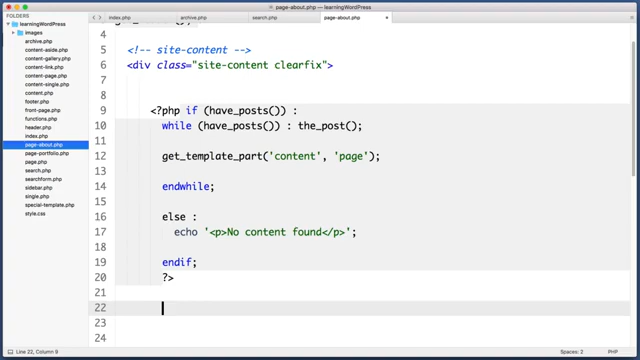 page-about.php
FOLDERS
learningWordPress
images
archive.php
content-aside.php
content-gallery.php
content-link.php
content-page.php
content-single.php
content.php
footer.php
front-page.php
functions.php
header.php
index.php
page-about.php
page-portfolio.php
page.php
search.php
searchform.php
sidebar.php
single.php
special-template.php
style.css
index.php archive.php search.php page-about.php
4
5 <!-- site-content -->
6 <div class="site-content clearfix">
7
8
9 <?php if (have_posts()) :
10 while (have_posts()) : the_post();
11
12 get_template_part('content', 'page');
13
14 endwhile;
15
16 else :
17 echo '<p>No content found</p>';
18
19 endif;
20 ?>
21
22
23
24
Line 22, Column 9 Spaces: 2 PHP